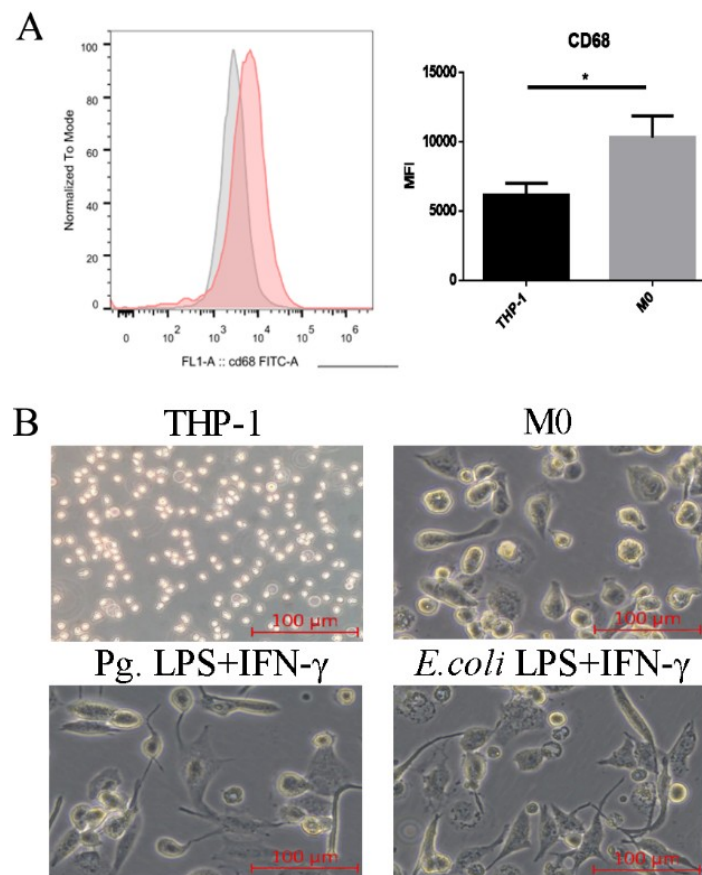 A
Normalized To Mode
100
80
60
40
20
0
0 10^2 10^3 10^4 10^5 10^6
FL1-A :: cd68 FITC-A
CD68
*
MFI
15000
10000
5000
0
THP-1 M0
B
THP-1 M0
100 μm 100 μm
Pg. LPS+IFN-γ E.coli LPS+IFN-γ
100 μm 100 μm